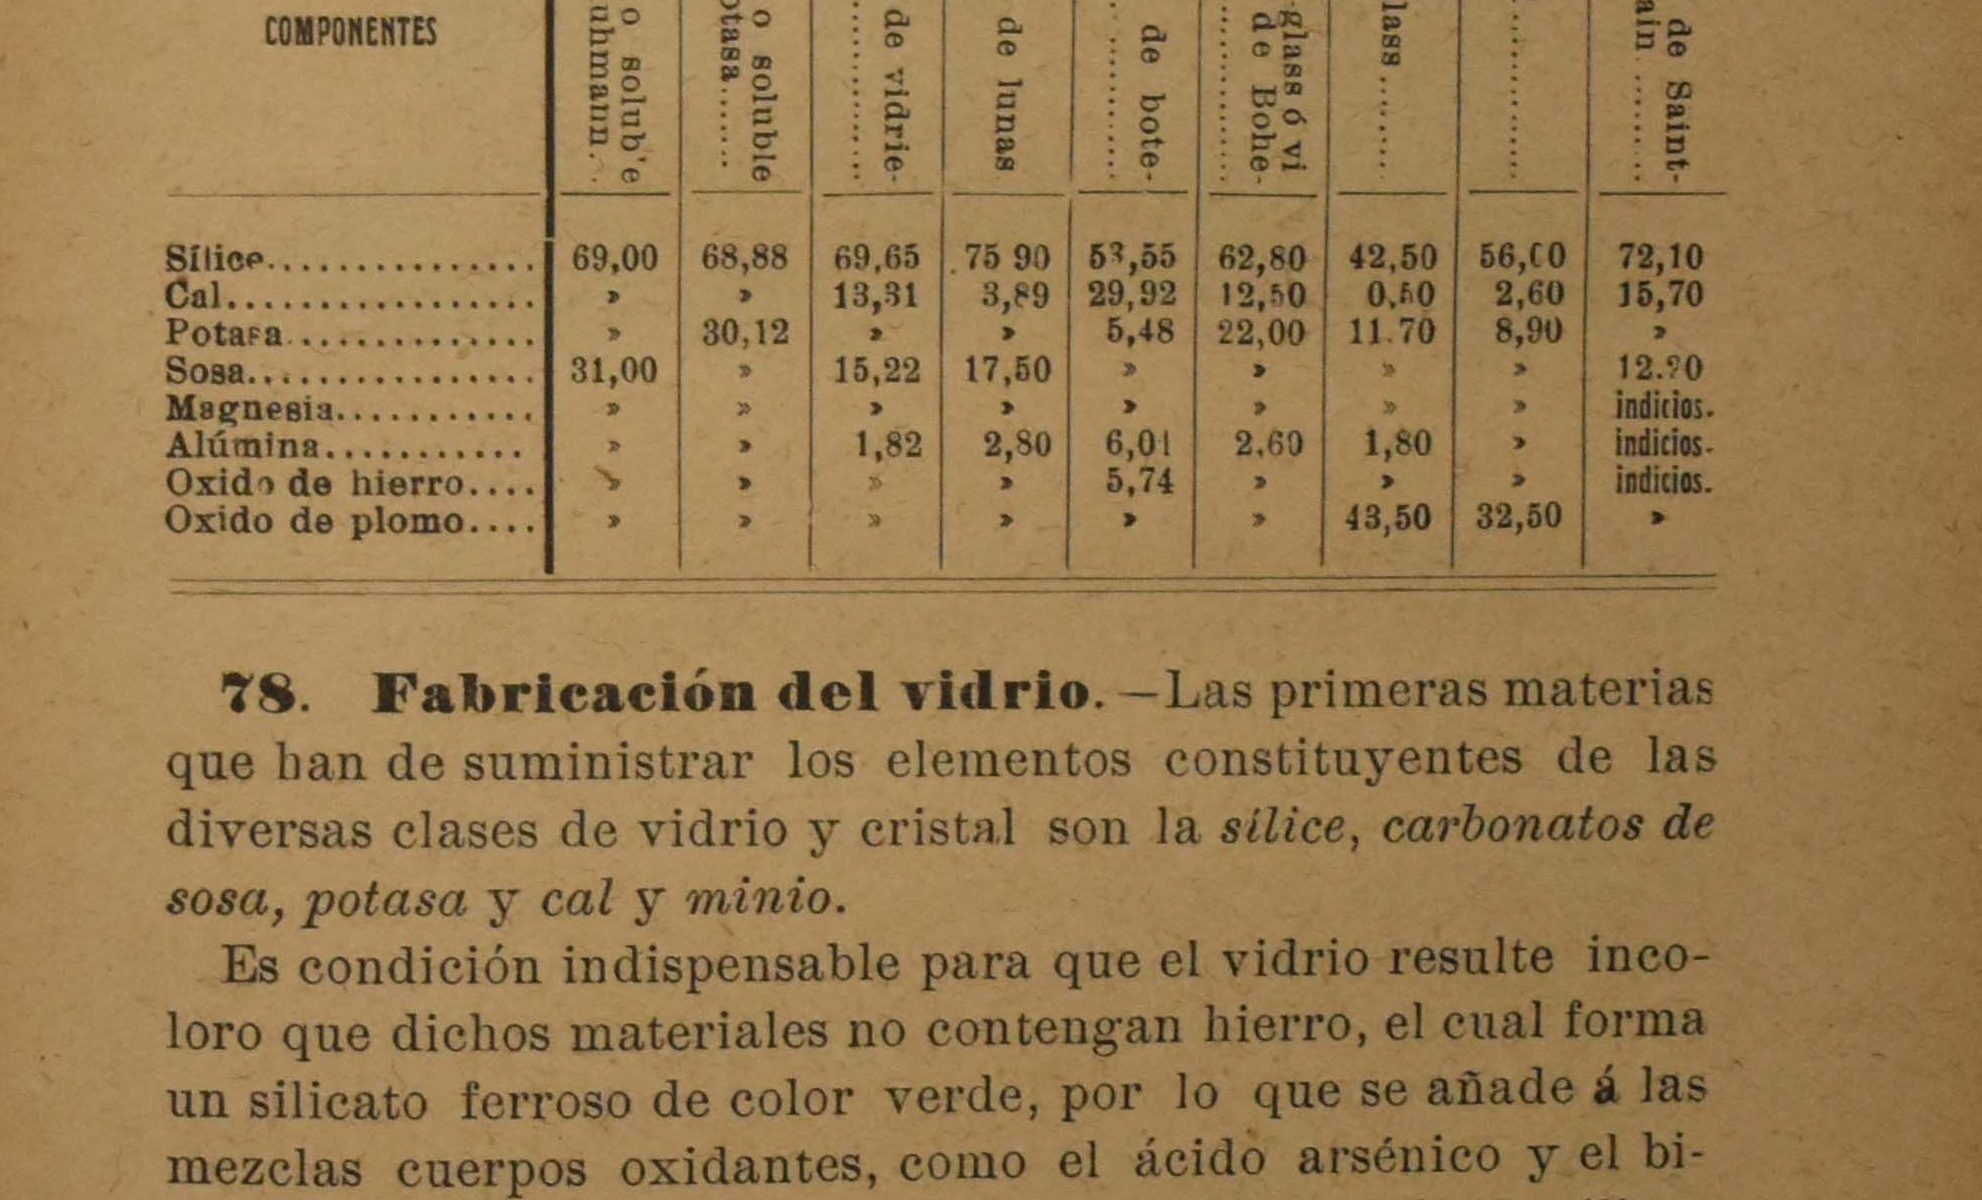 COMPONENTES
o solub'e
uhmann..
o soluble
otasa......
de vidrie-
de lunas
de bote-
glass ó vi
de Bohe-
lass........
de Saint-
ain........
Sílice............... 69,00 68,88 69,65 75 90 53,55 62,80 42,50 56,00 72,10
Cal.................. » » 13,31 3,89 29,92 12,50 0,50 2,60 15,70
Potasa.............. » 30,12 » » 5,48 22,00 11.70 8,90 »
Sosa................ 31,00 » 15,22 17,50 » » » »
Magnesia........... » » » » » » » » indicios.
Alúmina........... » » 1,82 2,80 6,01 2.60 1,80 » indicios.
Oxido de hierro.... » » » » 5,74 » » » indicios.
Oxido de plomo.... » » » » » » 43,50 32,50 »
78. Fabricación del vidrio. —Las primeras materias
que han de suministrar los elementos constituyentes de las
diversas clases de vidrio y cristal son la sílice, carbonatos de
sosa, potasa y cal y minio.
Es condición indispensable para que el vidrio resulte inco-
loro que dichos materiales no contengan hierro, el cual forma
un silicato ferroso de color verde, por lo que se añade á las
mezclas cuerpos oxidantes, como el ácido arsénico y el bi-